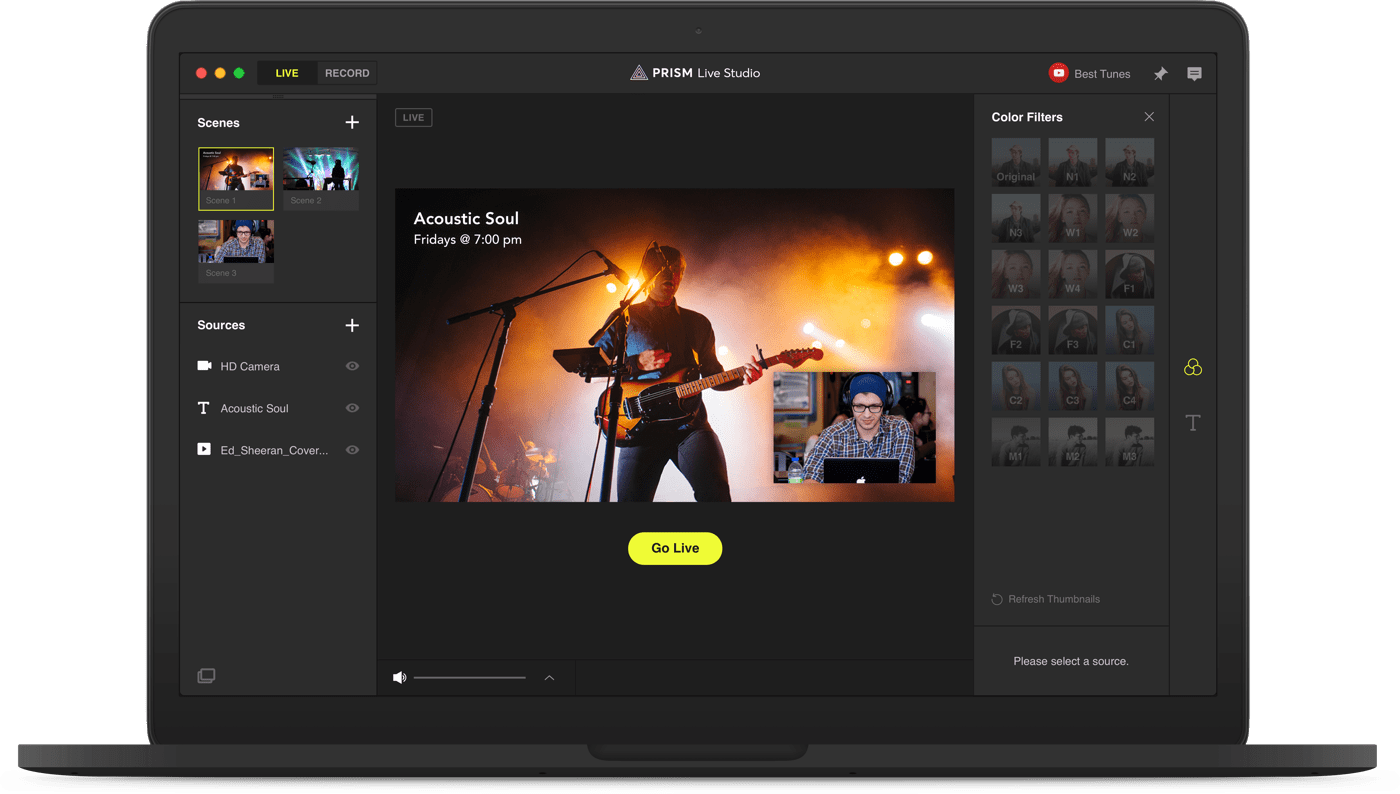 LIVE
RECORD
PRISM Live Studio
Best Tunes
Scenes
Acoustic Soul
Scene 1
Scene 2
Scene 3
Sources
HD Camera
Acoustic Soul
Ed_Sheeran_Cover...
LIVE
Acoustic Soul
Fridays @ 7:00 pm
Go Live
Color Filters
Original
N1
N2
N3
W1
W2
W3
W4
F1
F2
F3
C1
C2
C3
C4
M1
M2
M3
Refresh Thumbnails
Please select a source.